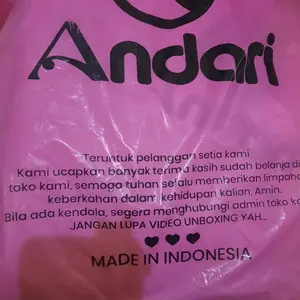 Andari
Teruntuk pelanggan setia kami
Kami ucapkan banyak terima kasih sudah belanja di
toko kami, semoga tuhan selalu memberikan limpaha
keberkahan dalam kehidupan kalian, Amin.
Bila ada kendala, segera menghubungi admin toko ka
JANGAN LUPA VIDEO UNBOXING YAH...
MADE IN INDONESIA